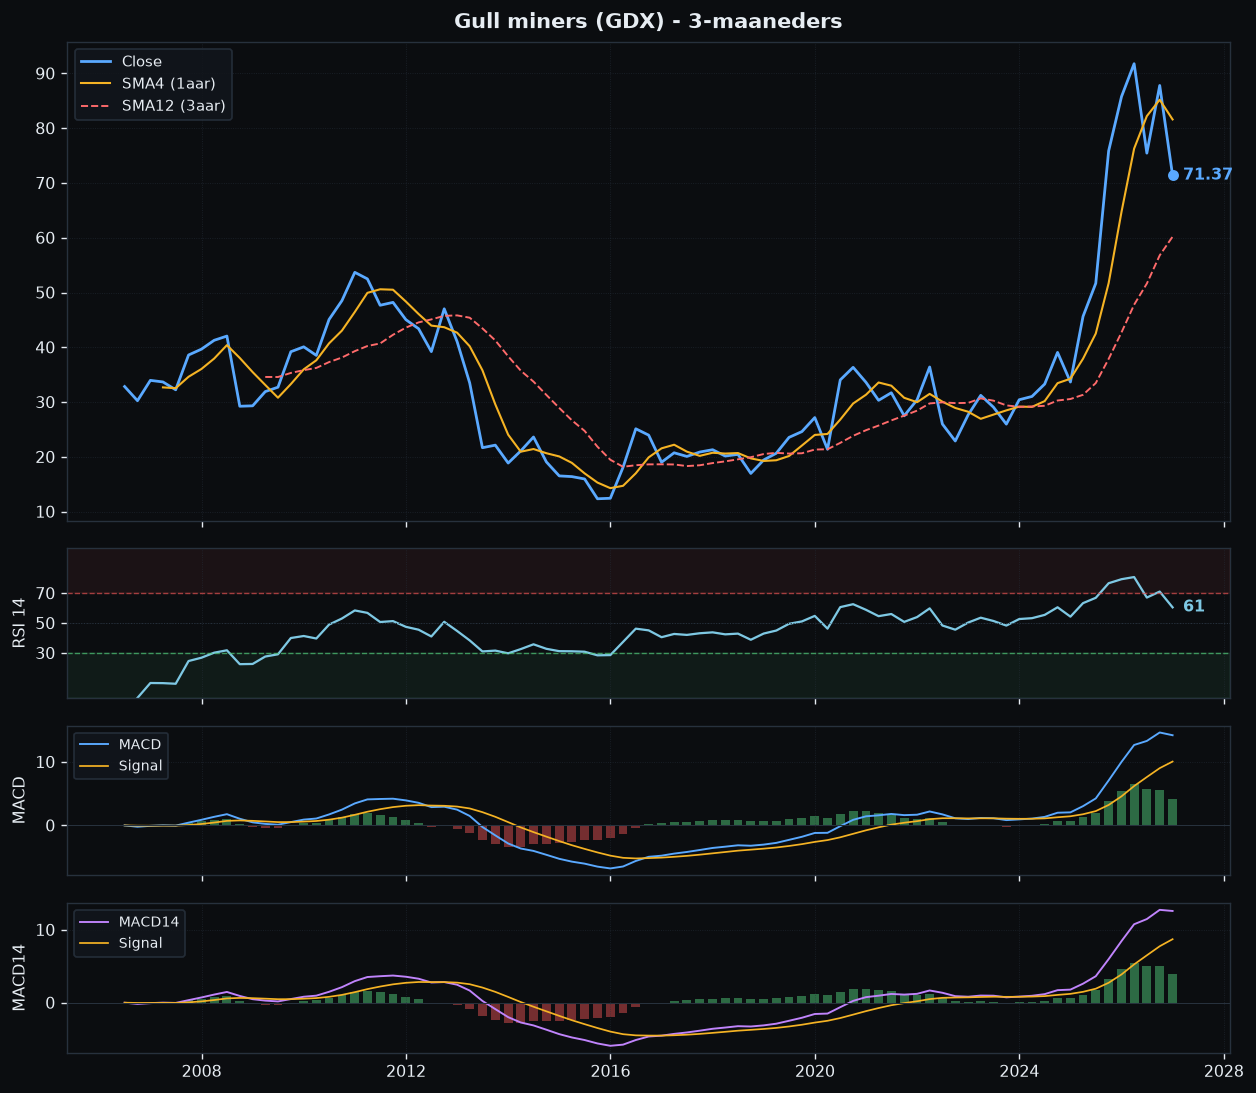 Gull miners (GDX) - 3-maaneders
Close
SMA4 (1aar)
SMA12 (3aar)
90
80
70
60
50
40
30
20
10
71.37
RSI 14
70
50
30
61
MACD
MACD
Signal
10
0
MACD14
MACD14
Signal
10
0
2008 2012 2016 2020 2024 2028